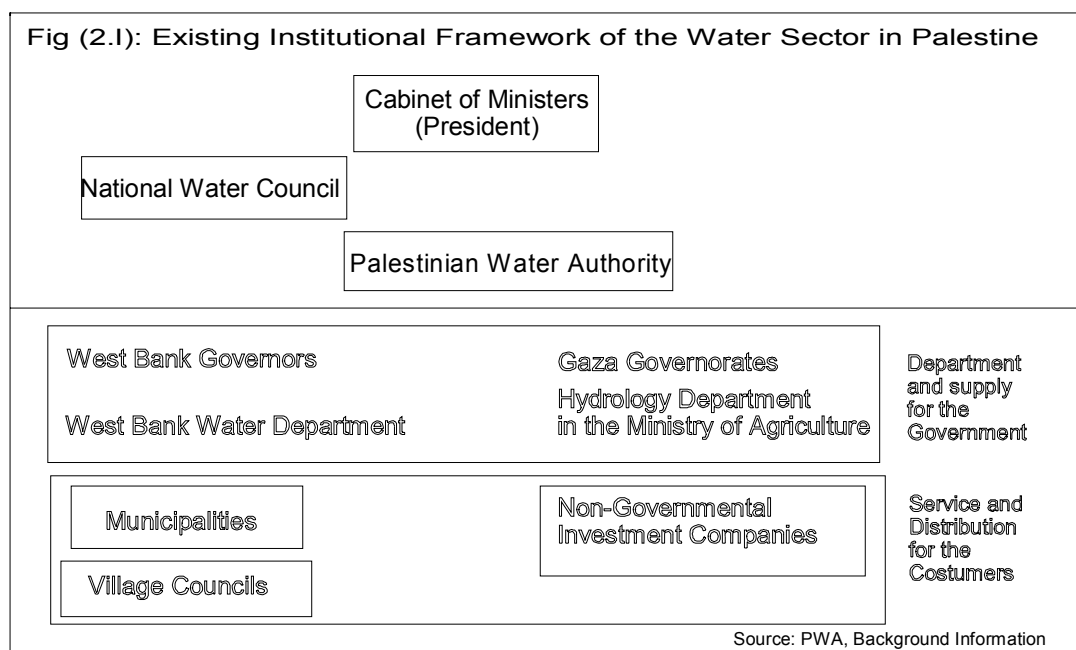 Fig (2.I): Existing Institutional Framework of the Water Sector in Palestine
Cabinet of Ministers
(President)
National Water Council
Palestinian Water Authority
West Bank Governors
West Bank Water Department
Gaza Governorates
Hydrology Department
in the Ministry of Agriculture
Department
and supply
for the
Government
Municipalities
Village Councils
Non-Governmental
Investment Companies
Service and
Distribution
for the
Costumers
Source: PWA, Background Information